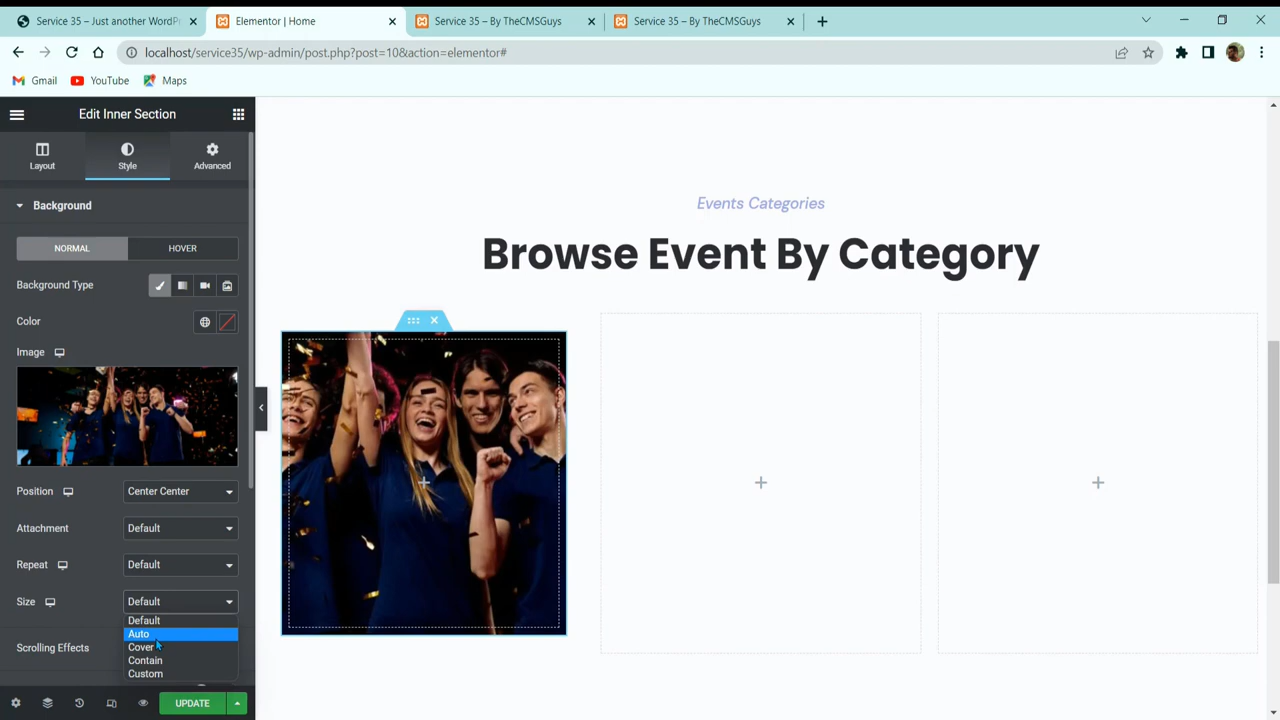 Service 35 – Just another WordPr
Elementor | Home
Service 35 – By TheCMSGuys
Service 35 – By TheCMSGuys
localhost/service35/wp-admin/post.php?post=10&action=elementor#
Gmail
YouTube
Maps
Edit Inner Section
Layout
Style
Advanced
Background
NORMAL
HOVER
Background Type
Color
Image
Position
Center Center
Attachment
Default
Repeat
Default
Size
Default
Default
Auto
Cover
Contain
Custom
Scrolling Effects
UPDATE
Events Categories
Browse Event By Category